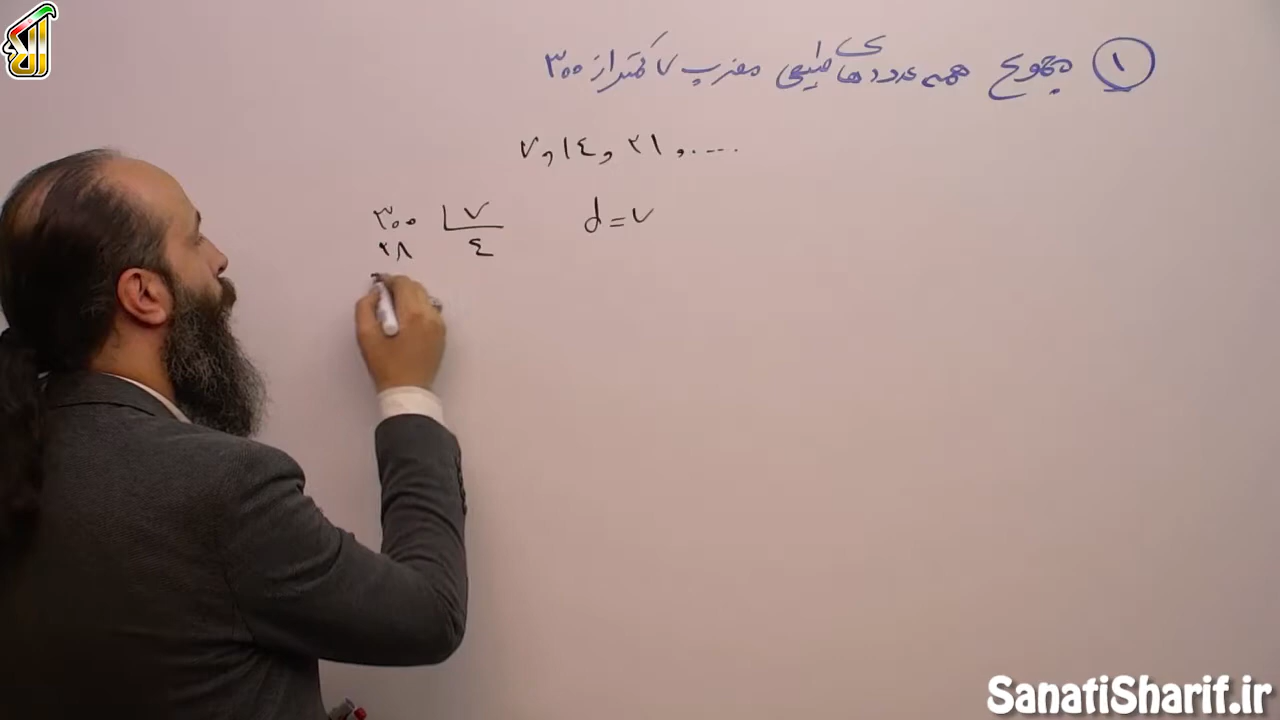 ۱ مجموع همه عددهای طبیعی مضرب ۷ کمتر از ۳۰۰
۷, ۱۴, ۲۱, ....
۳۰۰ ۷
۲۸ ۴
d = ۷
آلاء
SanatiSharif.ir